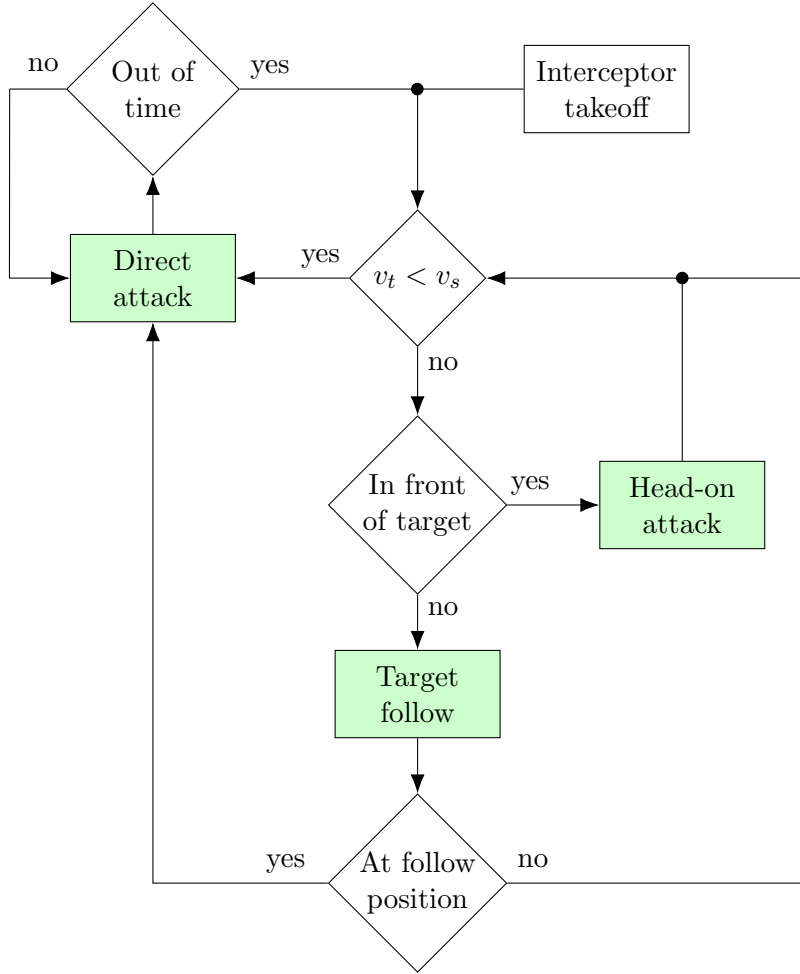 no
Out of
time
yes
Interceptor
takeoff
Direct
attack
yes
v_t < v_s
no
In front
of target
yes
Head-on
attack
no
Target
follow
yes
At follow
position
no